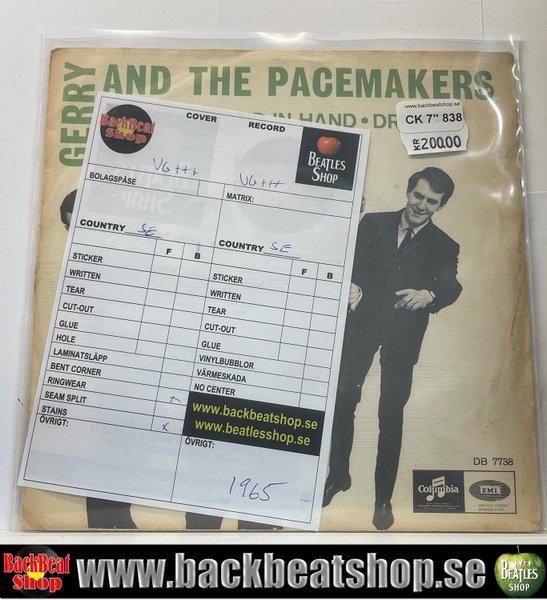 GERRY AND THE PACEMAKERS
IN HAND • DR
www.backbeatshop.se
CK 7" 838
KR 200.00
BackBeat
Shop
COVER
RECORD
BEATLES
SHOP
VG+++
VG+++
BOLAGSPÅSE
MATRIX:
COUNTRY SE
COUNTRY SE
F B
F B
STICKER
STICKER
WRITTEN
WRITTEN
TEAR
TEAR
CUT-OUT
CUT-OUT
GLUE
GLUE
HOLE
VINYLBUBBLOR
LAMINATSLÄPP
VÄRMESKADA
BENT CORNER
NO CENTER
RINGWEAR
SEAM SPLIT x
STAINS x
www.backbeatshop.se
www.beatlesshop.se
ÖVRIGT:
ÖVRIGT:
1965
DB 7738
Columbia
EMI
BackBeat
Shop
www.backbeatshop.se
BEATLES
SHOP